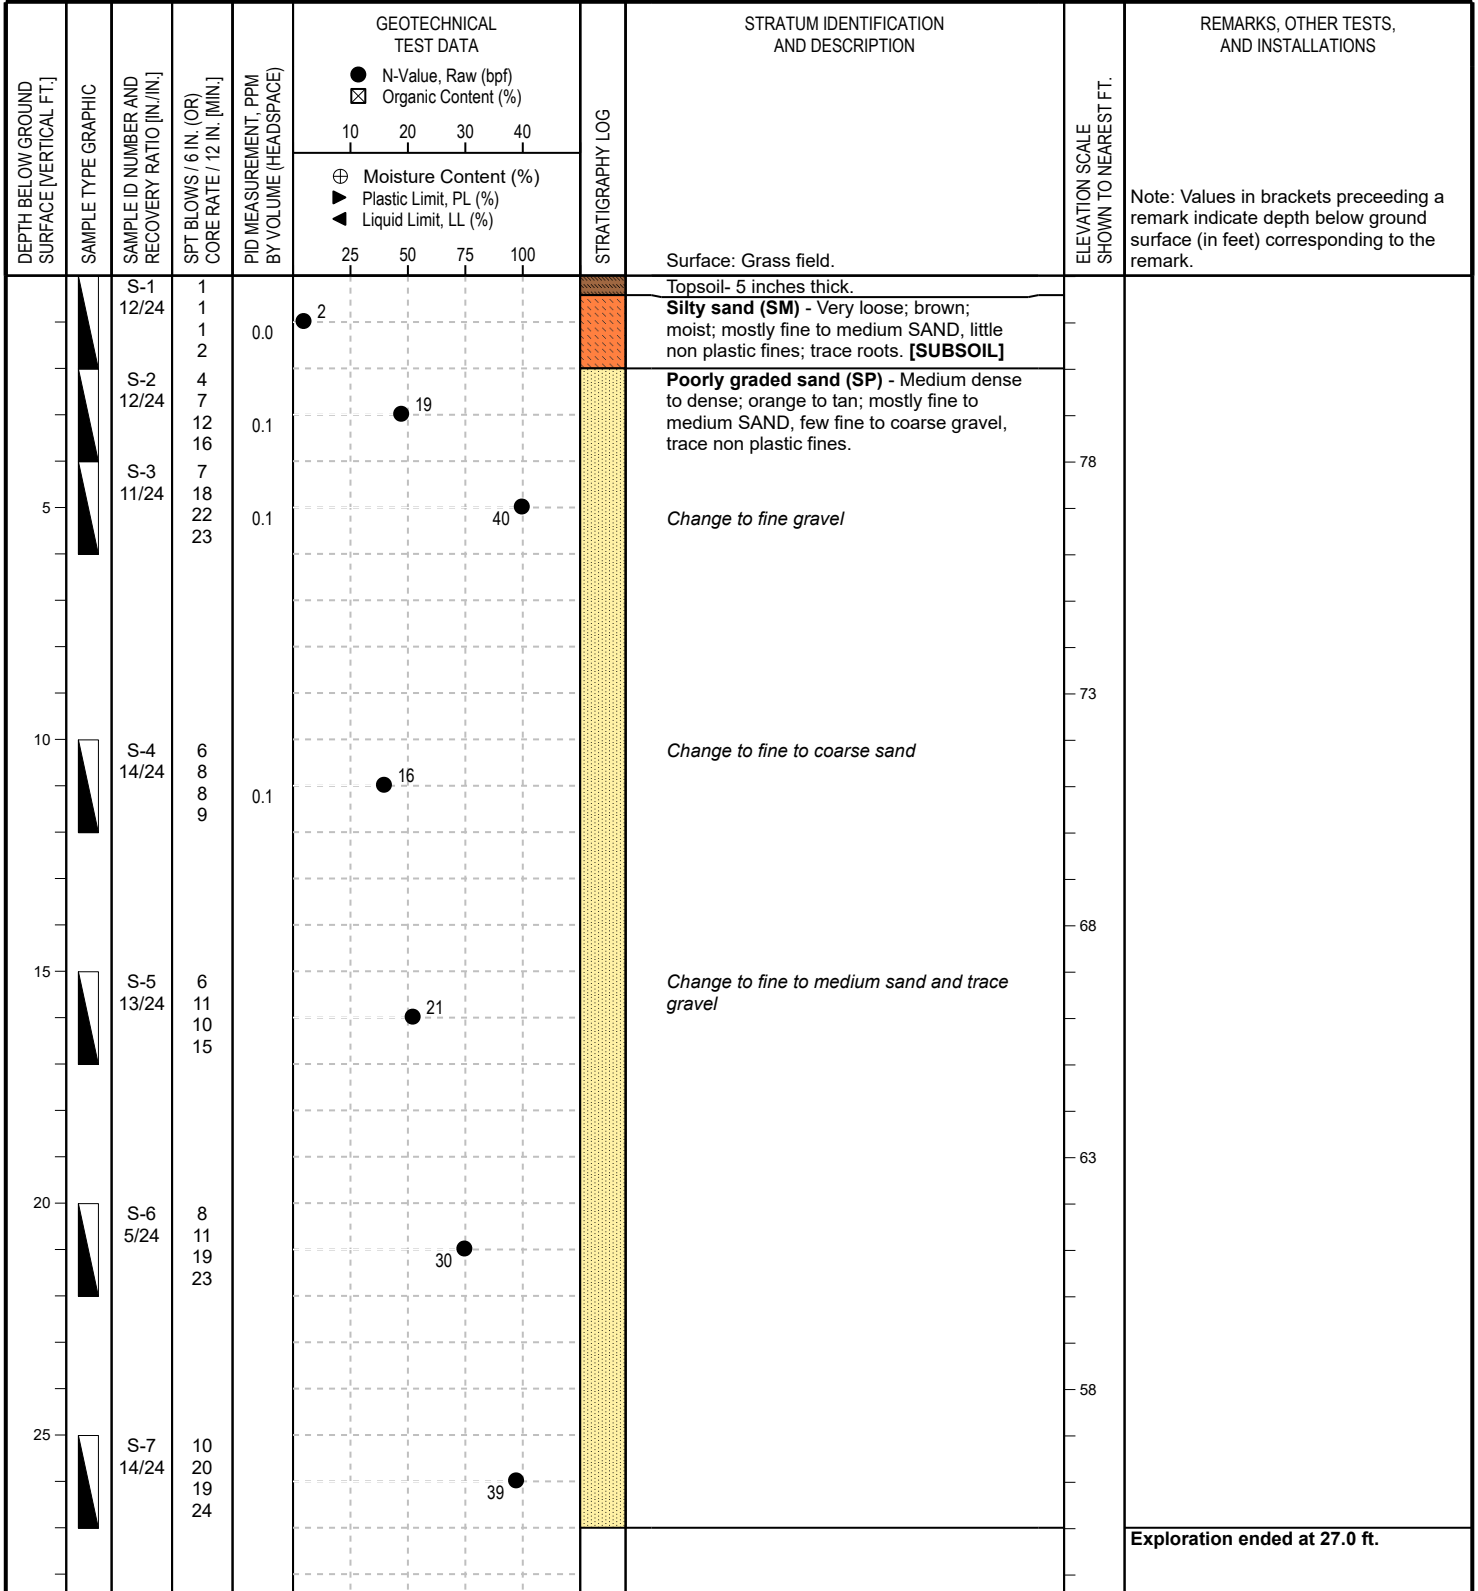 DEPTH BELOW GROUND
SURFACE [VERTICAL FT.]
SAMPLE TYPE GRAPHIC
SAMPLE ID NUMBER AND
RECOVERY RATIO [IN./IN.]
SPT BLOWS / 6 IN. (OR)
CORE RATE / 12 IN. [MIN.]
PID MEASUREMENT, PPM
BY VOLUME (HEADSPACE)
GEOTECHNICAL
TEST DATA
N-Value, Raw (bpf)
Organic Content (%)
10 20 30 40
Moisture Content (%)
Plastic Limit, PL (%)
Liquid Limit, LL (%)
25 50 75 100
STRATIGRAPHY LOG
STRATUM IDENTIFICATION
AND DESCRIPTION
Surface: Grass field.
ELEVATION SCALE
SHOWN TO NEAREST FT.
REMARKS, OTHER TESTS,
AND INSTALLATIONS
Note: Values in brackets preceeding a
remark indicate depth below ground
surface (in feet) corresponding to the
remark.
S-1
12/24
1
1
1
2
0.0
2
Topsoil- 5 inches thick.
Silty sand (SM) - Very loose; brown;
moist; mostly fine to medium SAND, little
non plastic fines; trace roots. [SUBSOIL]
S-2
12/24
4
7
12
16
0.1
19
Poorly graded sand (SP) - Medium dense
to dense; orange to tan; mostly fine to
medium SAND, few fine to coarse gravel,
trace non plastic fines.
78
5
S-3
11/24
7
18
22
23
0.1
40
Change to fine gravel
73
10
S-4
14/24
6
8
8
9
0.1
16
Change to fine to coarse sand
68
15
S-5
13/24
6
11
10
15
21
Change to fine to medium sand and trace
gravel
63
20
S-6
5/24
8
11
19
23
30
58
25
S-7
14/24
10
20
19
24
39
Exploration ended at 27.0 ft.